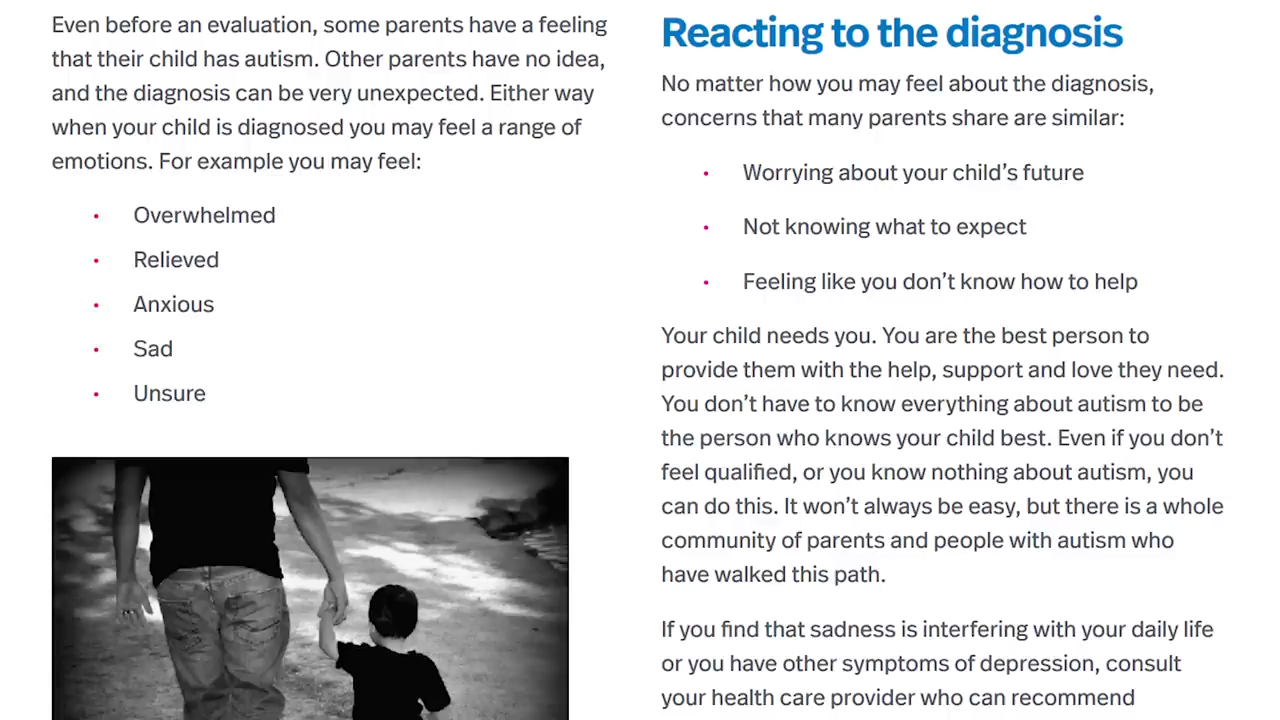 Even before an evaluation, some parents have a feeling
that their child has autism. Other parents have no idea,
and the diagnosis can be very unexpected. Either way
when your child is diagnosed you may feel a range of
emotions. For example you may feel:
• Overwhelmed
• Relieved
• Anxious
• Sad
• Unsure
Reacting to the diagnosis
No matter how you may feel about the diagnosis,
concerns that many parents share are similar:
• Worrying about your child’s future
• Not knowing what to expect
• Feeling like you don’t know how to help
Your child needs you. You are the best person to
provide them with the help, support and love they need.
You don’t have to know everything about autism to be
the person who knows your child best. Even if you don’t
feel qualified, or you know nothing about autism, you
can do this. It won’t always be easy, but there is a whole
community of parents and people with autism who
have walked this path.
If you find that sadness is interfering with your daily life
or you have other symptoms of depression, consult
your health care provider who can recommend